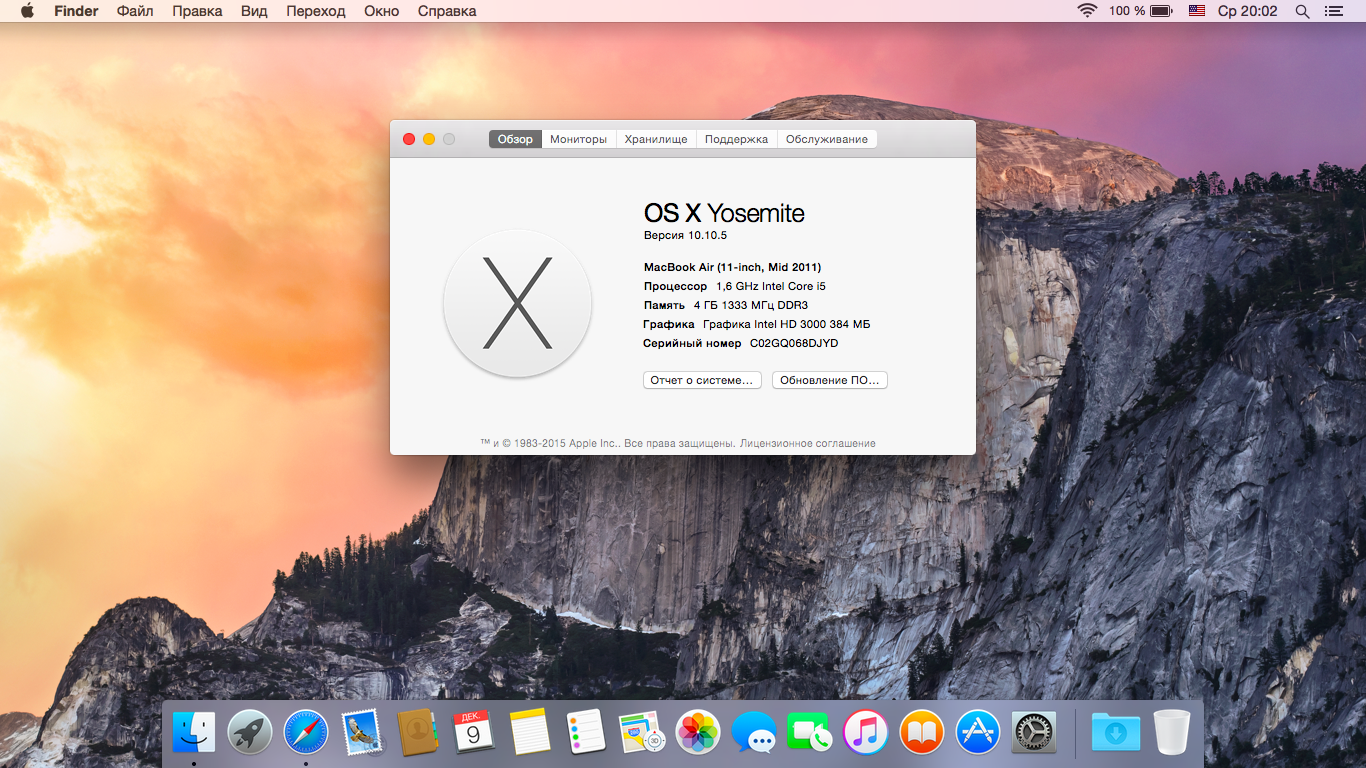 Finder Файл Правка Вид Переход Окно Справка 100 % Ср 20:02
Обзор Мониторы Хранилище Поддержка Обслуживание
OS X Yosemite
Версия 10.10.5
MacBook Air (11-inch, Mid 2011)
Процессор 1,6 GHz Intel Core i5
Память 4 ГБ 1333 МГц DDR3
Графика Графика Intel HD 3000 384 МБ
Серийный номер C02GQ068DJYD
Отчет о системе... Обновление ПО...
™ и © 1983-2015 Apple Inc.. Все права защищены. Лицензионное соглашение
ДЕК.
9
3D